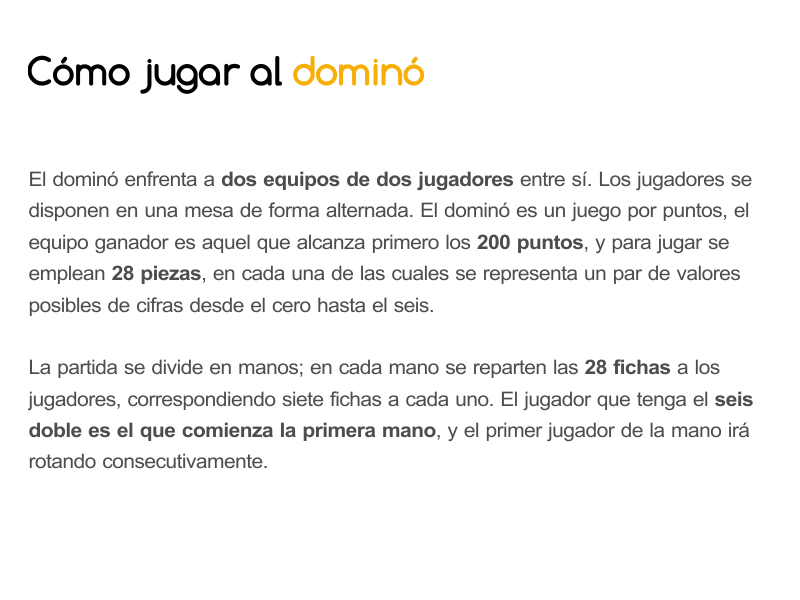 Cómo jugar al dominó
El dominó enfrenta a dos equipos de dos jugadores entre sí. Los jugadores se
disponen en una mesa de forma alternada. El dominó es un juego por puntos, el
equipo ganador es aquel que alcanza primero los 200 puntos, y para jugar se
emplean 28 piezas, en cada una de las cuales se representa un par de valores
posibles de cifras desde el cero hasta el seis.
La partida se divide en manos; en cada mano se reparten las 28 fichas a los
jugadores, correspondiendo siete fichas a cada uno. El jugador que tenga el seis
doble es el que comienza la primera mano, y el primer jugador de la mano irá
rotando consecutivamente.